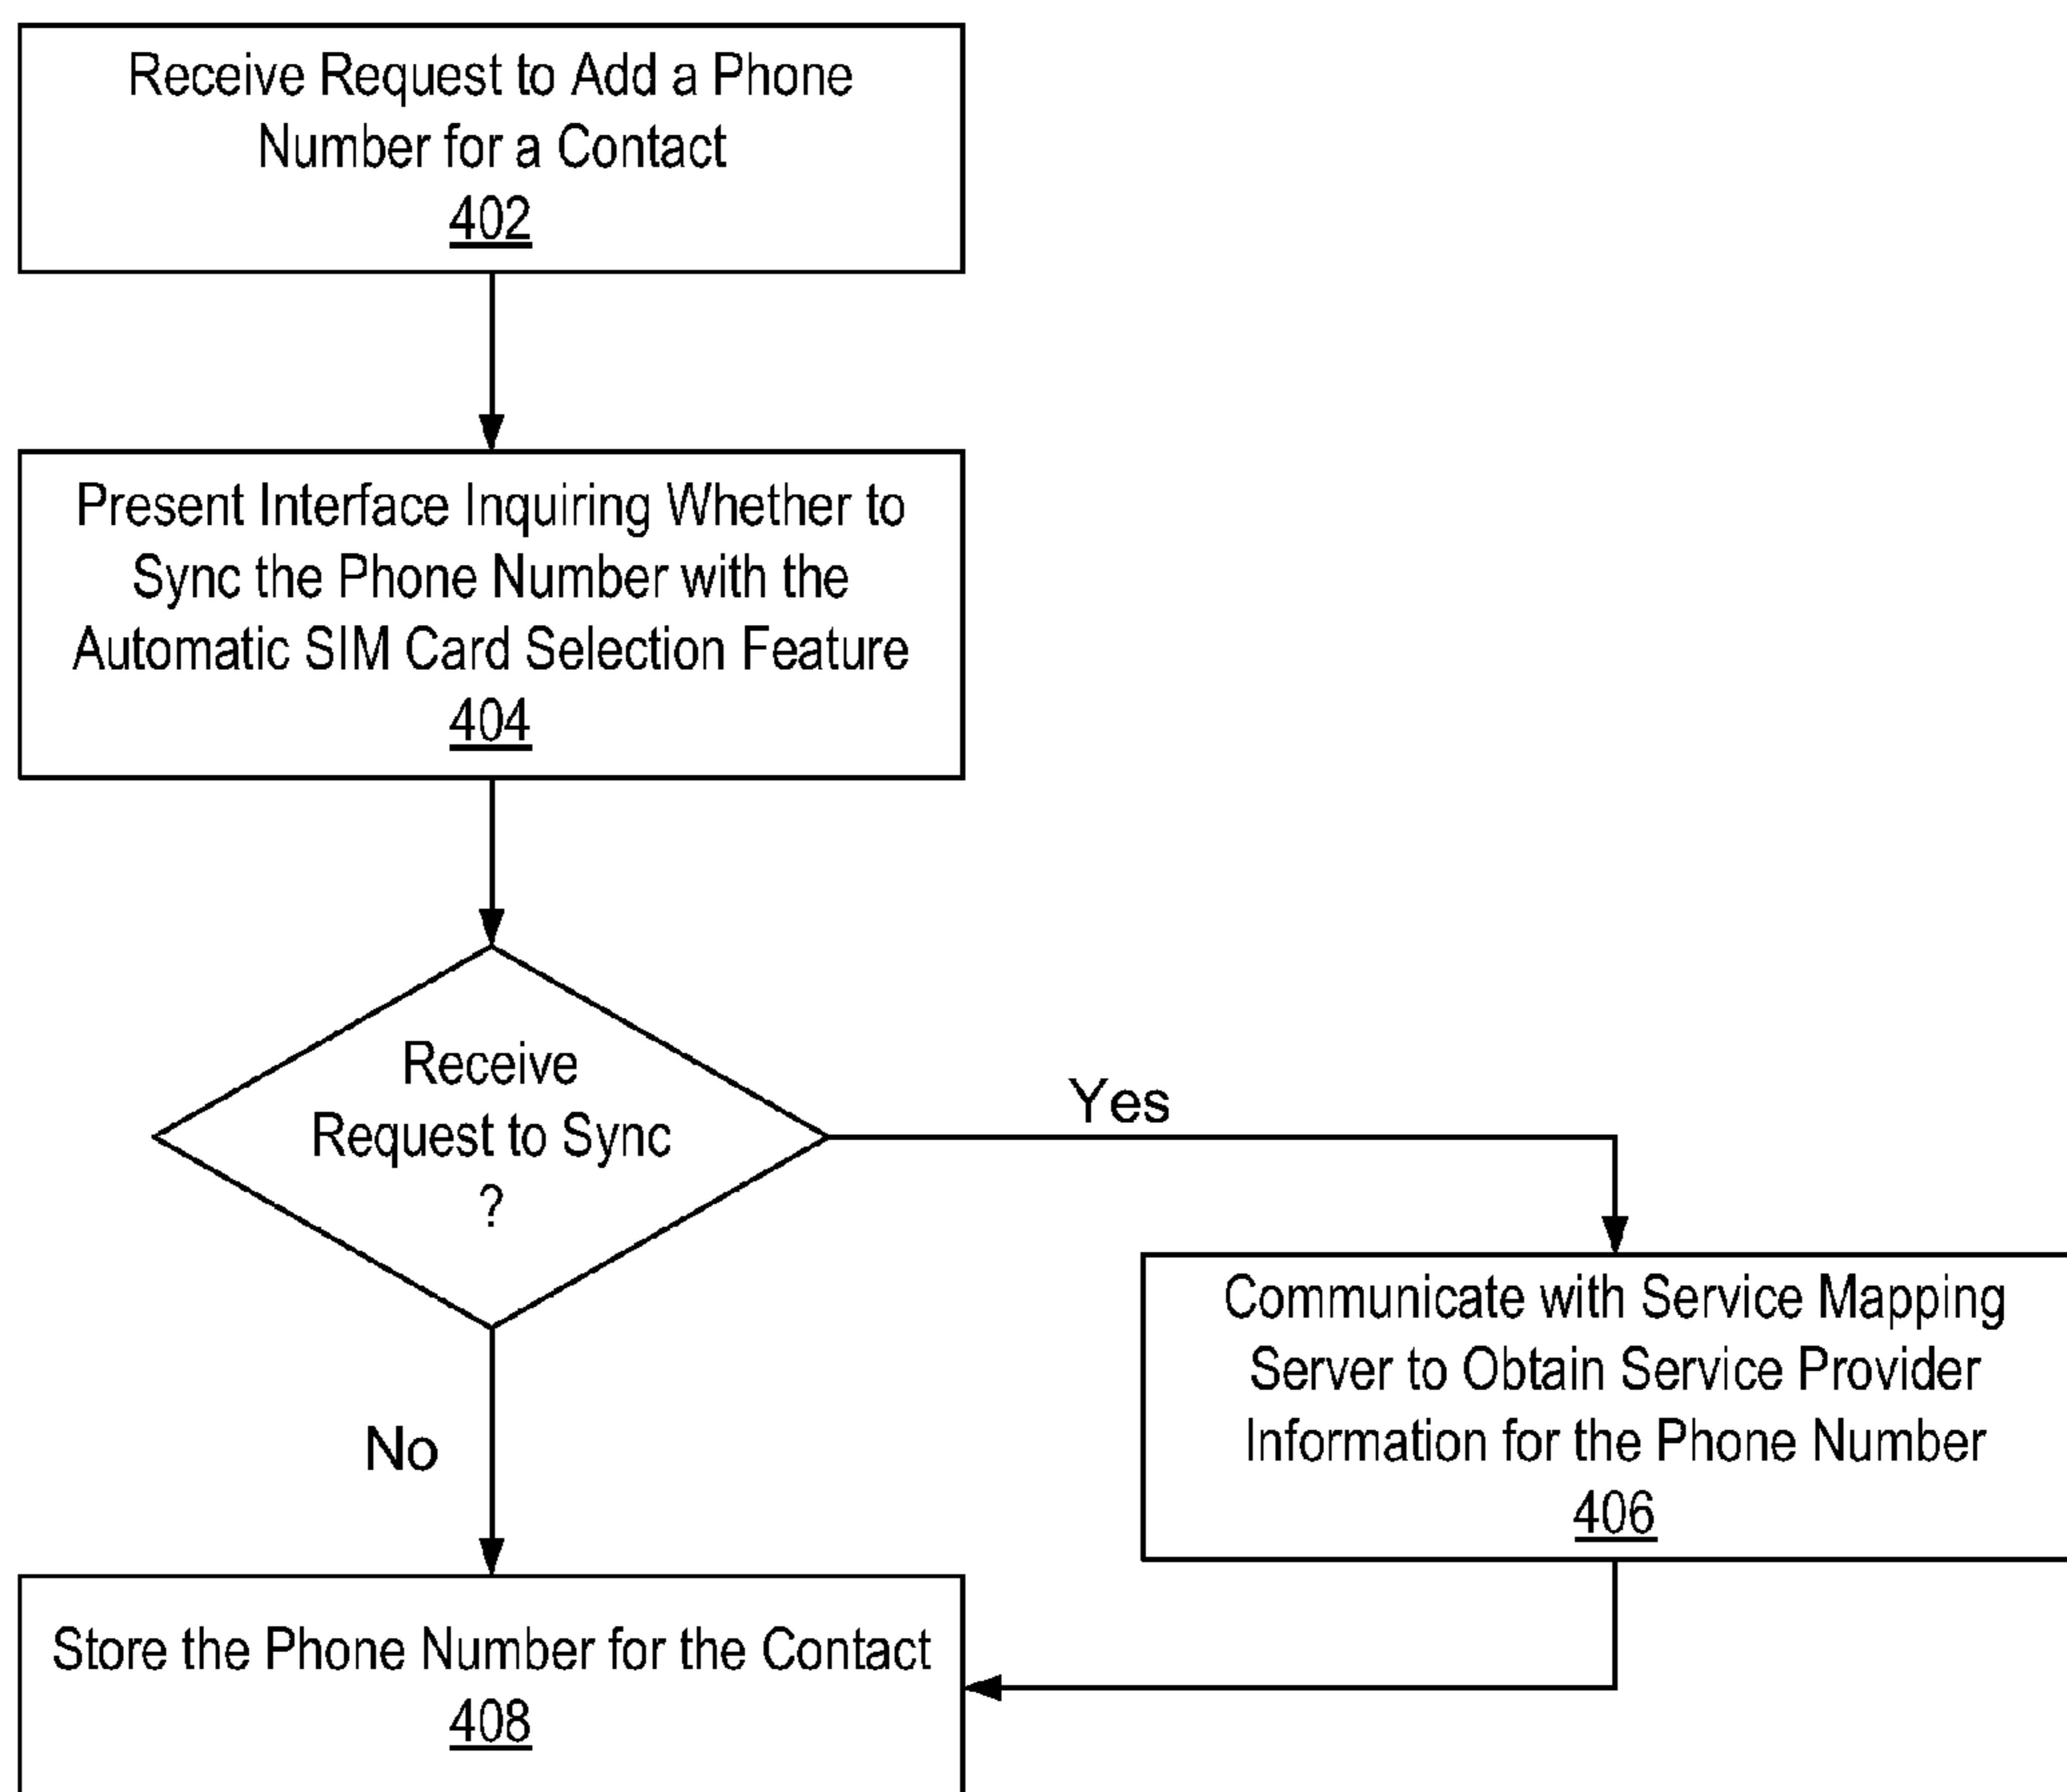 Receive Request to Add a Phone
Number for a Contact
402
Present Interface Inquiring Whether to
Sync the Phone Number with the
Automatic SIM Card Selection Feature
404
Receive
Request to Sync
?
Yes
Communicate with Service Mapping
Server to Obtain Service Provider
Information for the Phone Number
406
No
Store the Phone Number for the Contact
408